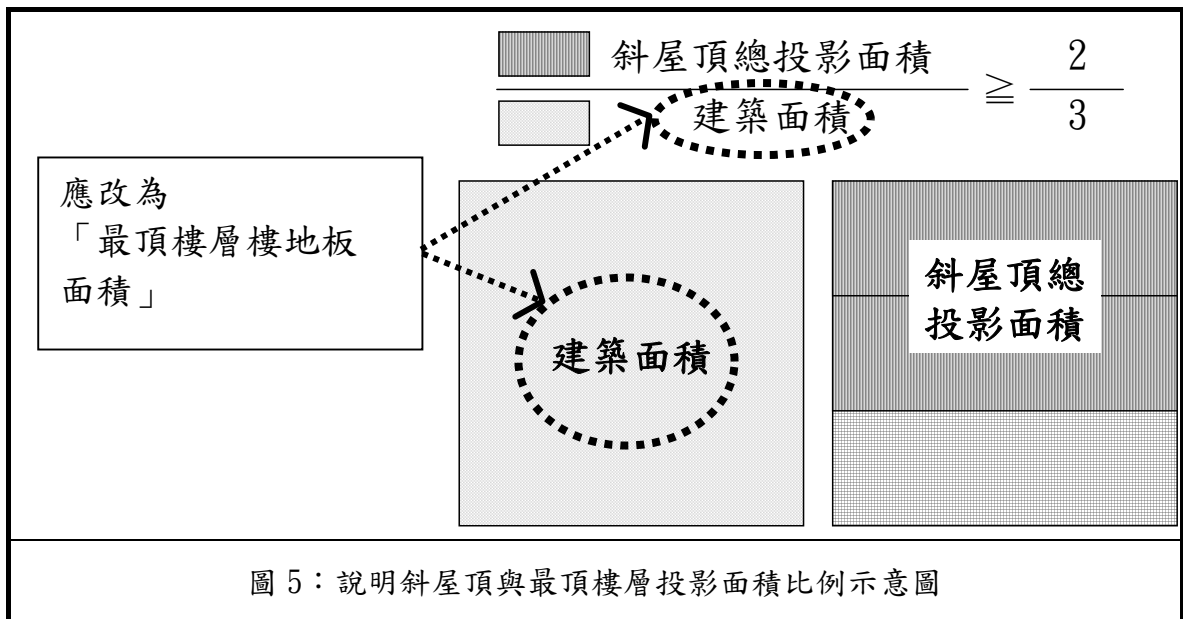 斜屋頂總投影面積
建築面積
≧
2
3
應改為
「最頂樓層樓地板
面積」
建築面積
斜屋頂總
投影面積
圖 5：說明斜屋頂與最頂樓層投影面積比例示意圖